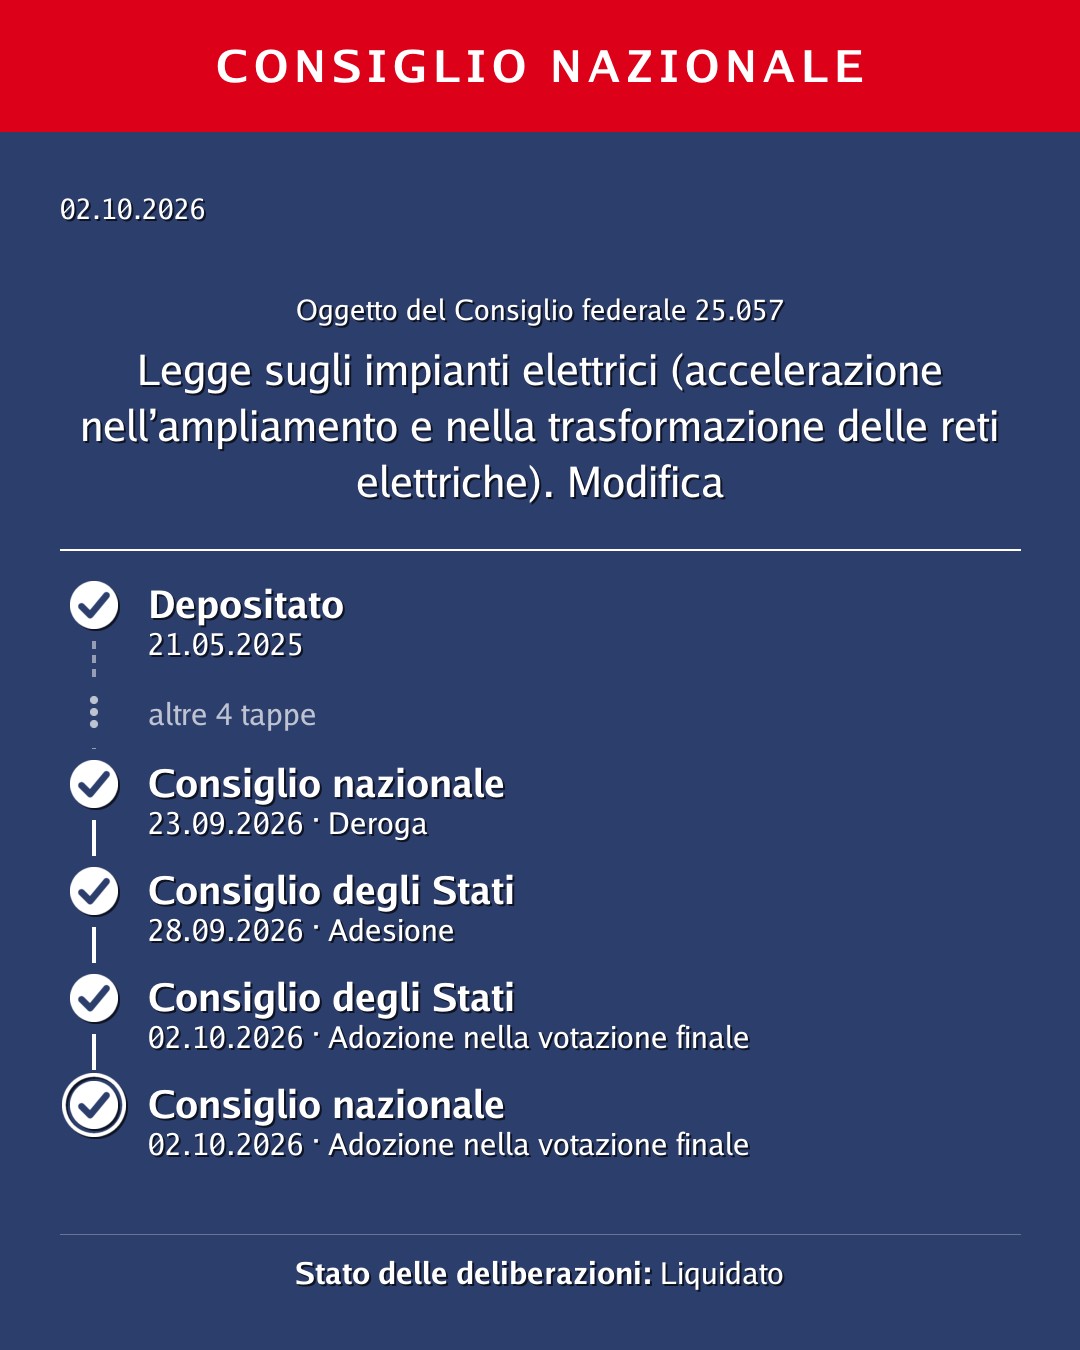 CONSIGLIO NAZIONALE
02.10.2026
Oggetto del Consiglio federale 25.057
Legge sugli impianti elettrici (accelerazione
nell’ampliamento e nella trasformazione delle reti
elettriche). Modifica
Depositato
21.05.2025
altre 4 tappe
Consiglio nazionale
23.09.2026 · Deroga
Consiglio degli Stati
28.09.2026 · Adesione
Consiglio degli Stati
02.10.2026 · Adozione nella votazione finale
Consiglio nazionale
02.10.2026 · Adozione nella votazione finale
Stato delle deliberazioni: Liquidato